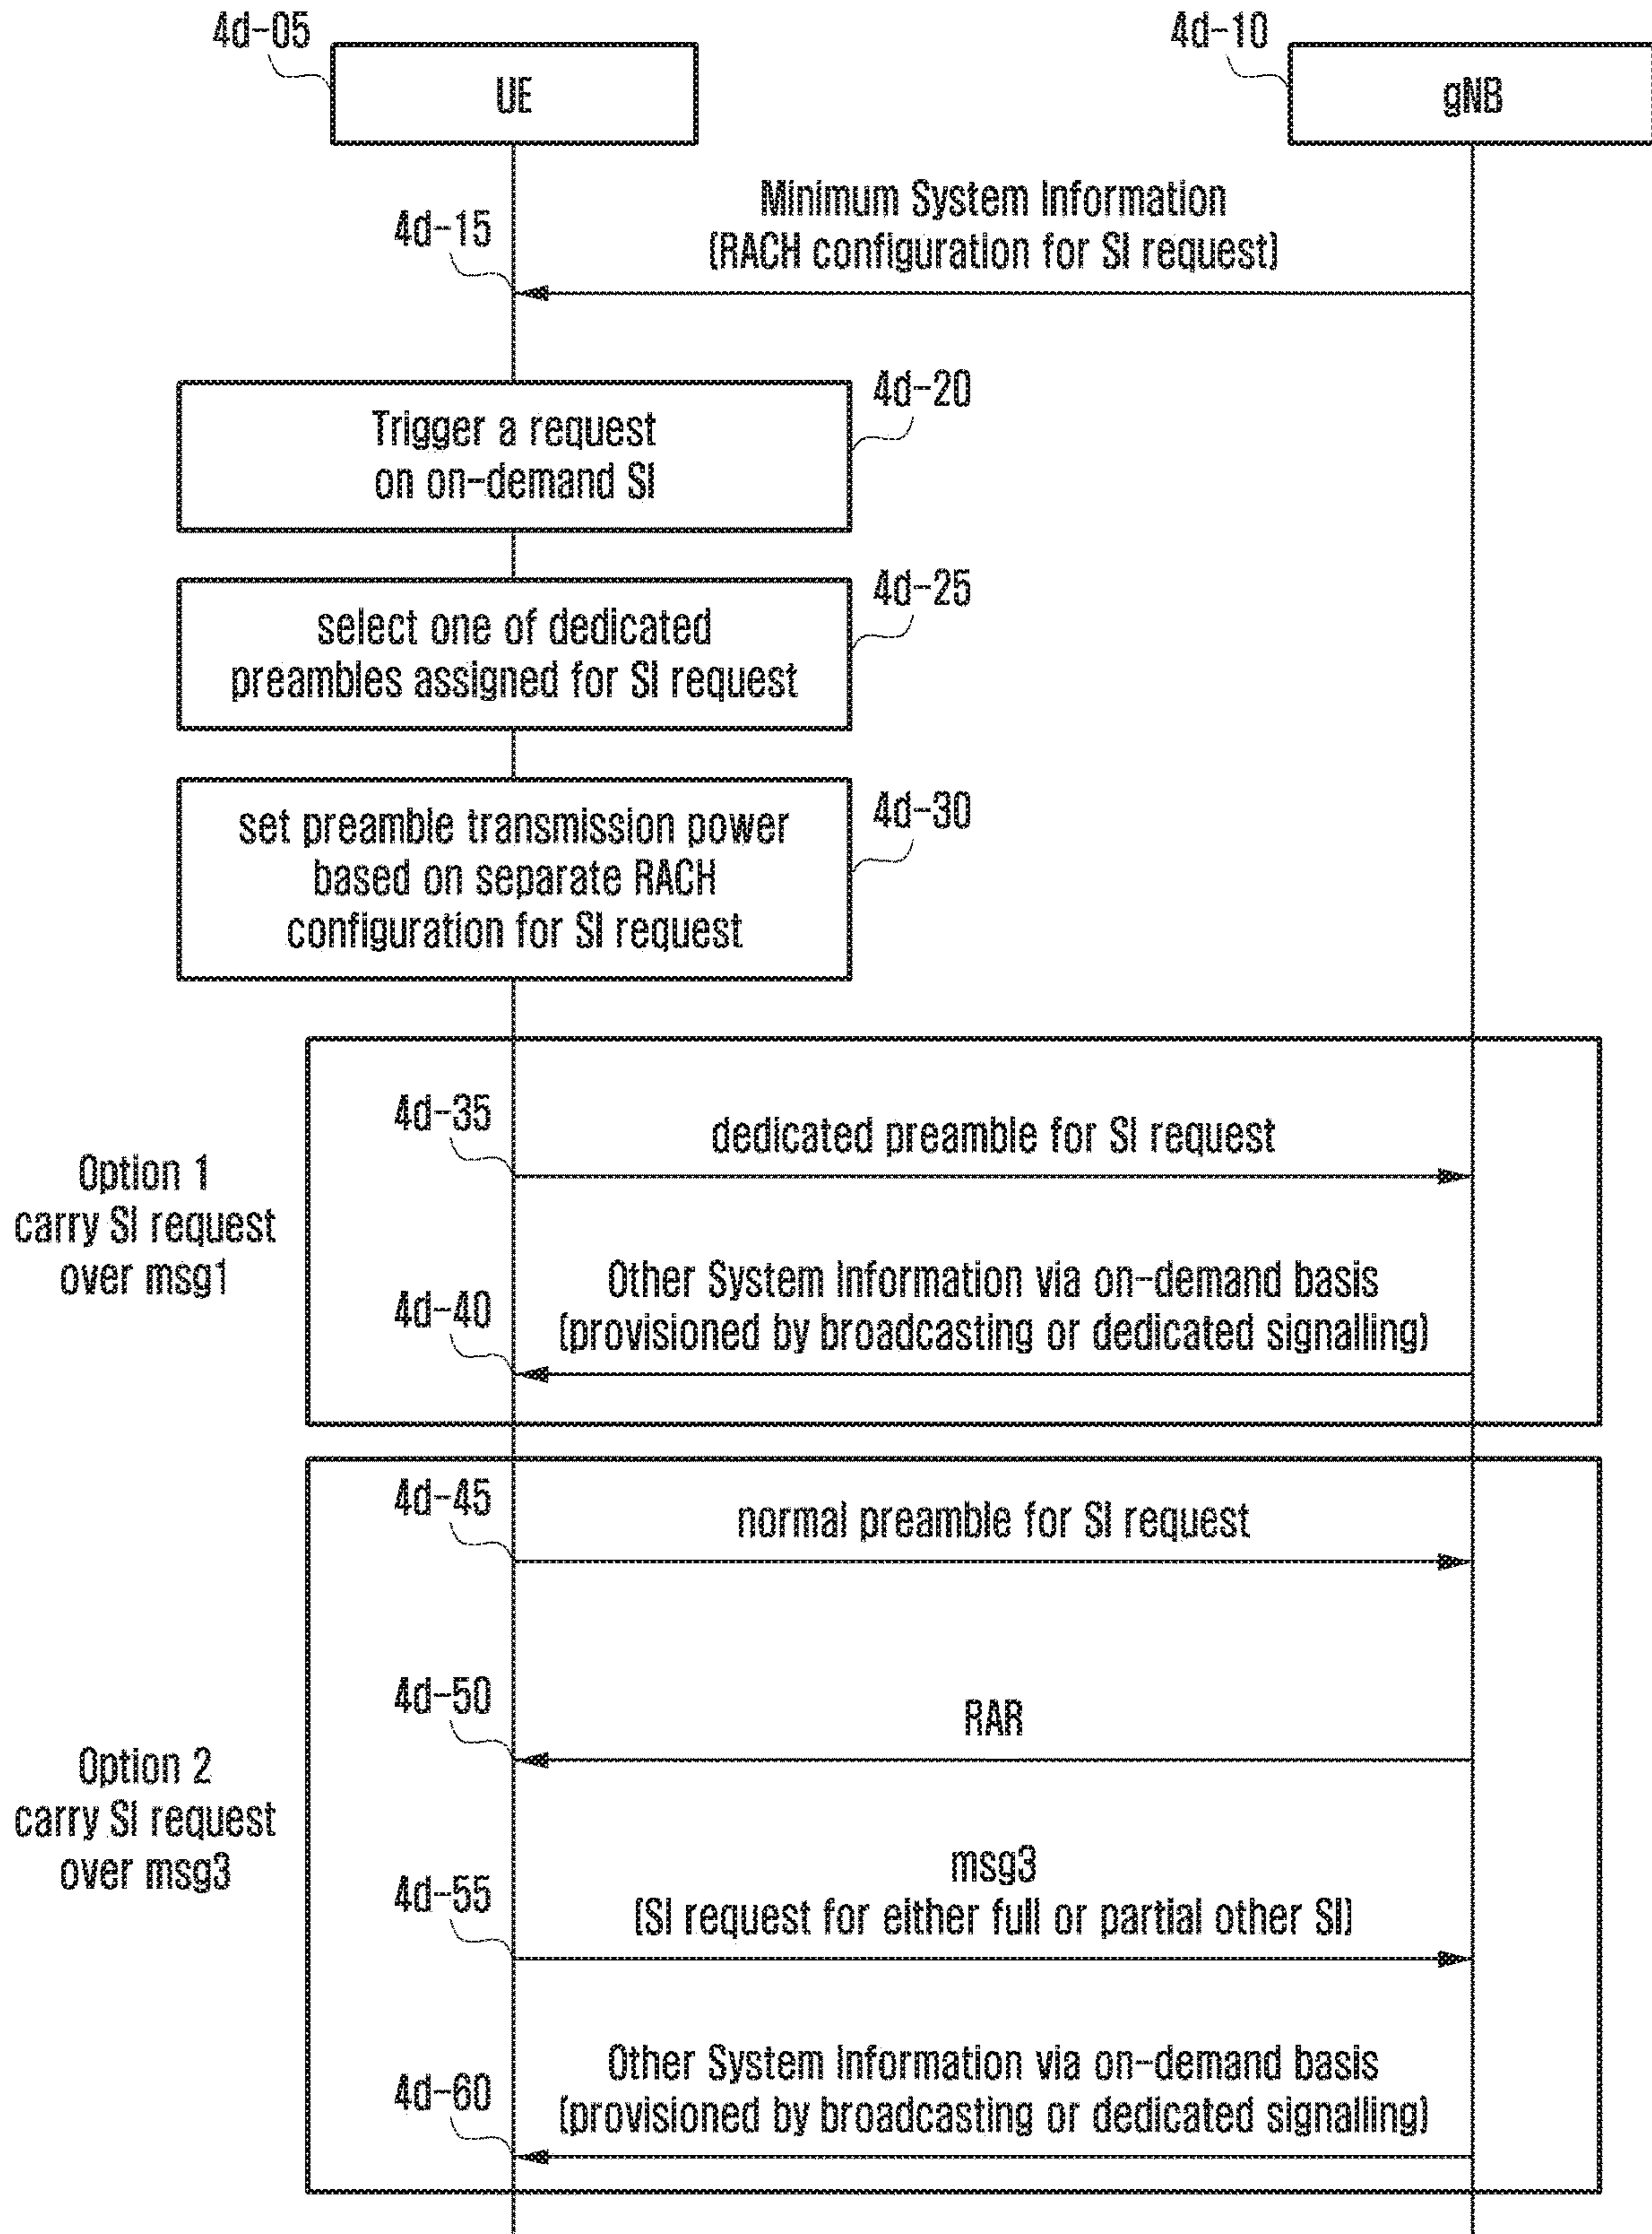 4d-05
UE
4d-10
gNB
4d-15
Minimum System Information
(RACH configuration for SI request)
4d-20
Trigger a request
on on-demand SI
4d-25
select one of dedicated
preambles assigned for SI request
4d-30
set preamble transmission power
based on separate RACH
configuration for SI request
Option 1
carry SI request
over msg1
4d-35
dedicated preamble for SI request
4d-40
Other System Information via on-demand basis
(provisioned by broadcasting or dedicated signalling)
Option 2
carry SI request
over msg3
4d-45
normal preamble for SI request
4d-50
RAR
4d-55
msg3
(SI request for either full or partial other SI)
4d-60
Other System Information via on-demand basis
(provisioned by broadcasting or dedicated signalling)